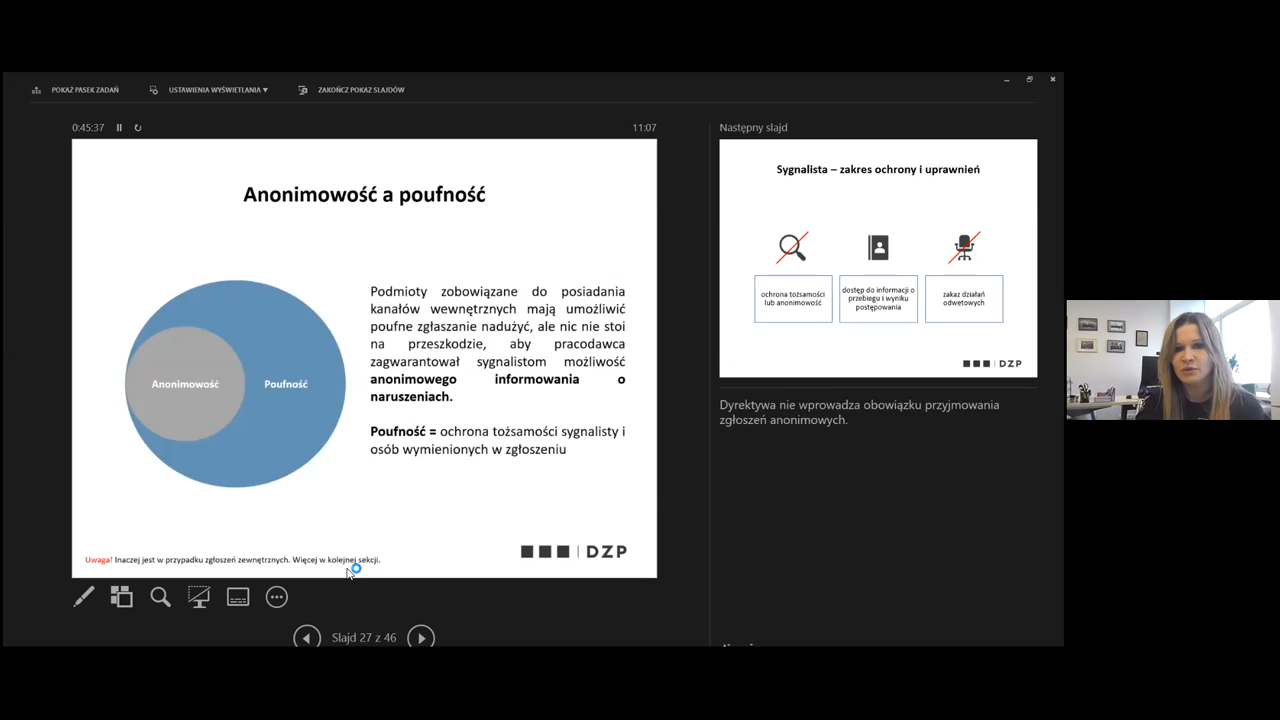 POKAŻ PASEK ZADAŃ
USTAWIENIA WYŚWIETLANIA ▼
ZAKOŃCZ POKAZ SLAJDÓW
0:45:37
11:07
Anonimowość a poufność
Anonimowość
Poufność
Podmioty zobowiązane do posiadania
kanałów wewnętrznych mają umożliwić
poufne zgłaszanie nadużyć, ale nic nie stoi
na przeszkodzie, aby pracodawca
zagwarantował sygnalistom możliwość
anonimowego informowania o
naruszeniach.
Poufność = ochrona tożsamości sygnalisty i
osób wymienionych w zgłoszeniu
Uwaga! Inaczej jest w przypadku zgłoszeń zewnętrznych. Więcej w kolejnej sekcji.
DZP
Slajd 27 z 46
Następny slajd
Sygnalista – zakres ochrony i uprawnień
ochrona tożsamości
lub anonimowość
dostęp do informacji o
przebiegu i wyniku
postępowania
zakaz działań
odwetowych
DZP
Dyrektywa nie wprowadza obowiązku przyjmowania
zgłoszeń anonimowych.